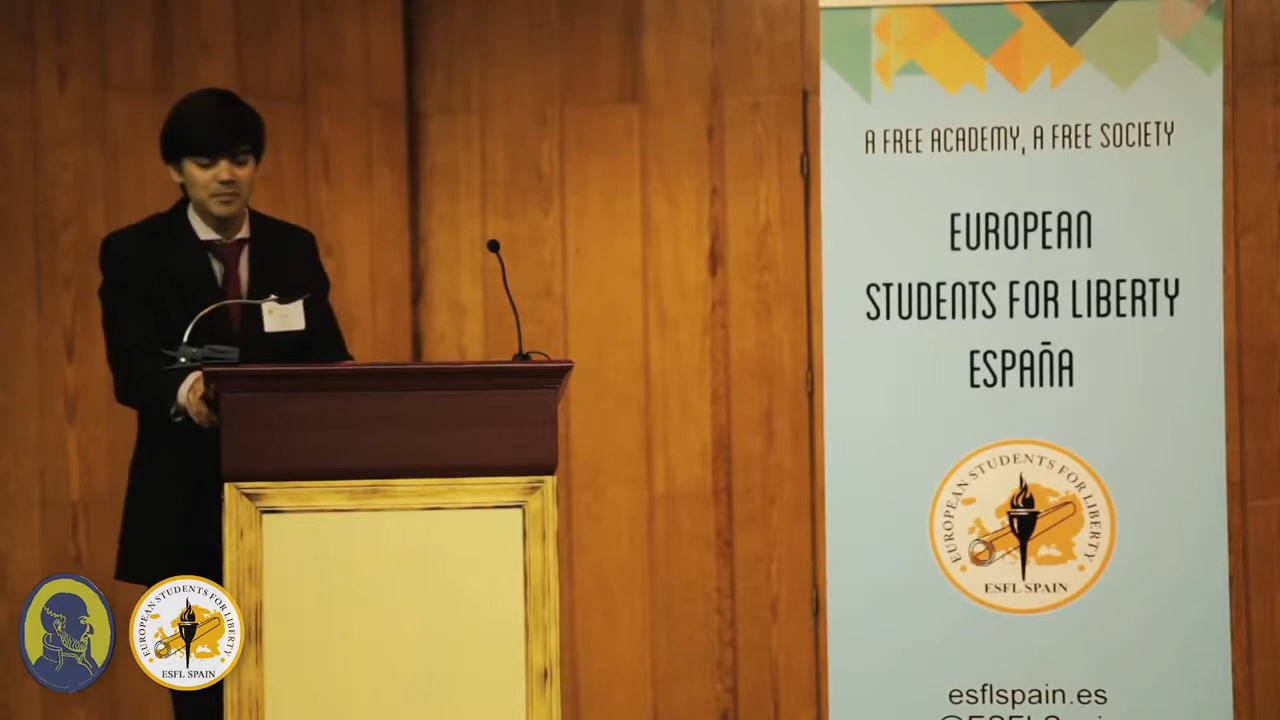 A FREE ACADEMY, A FREE SOCIETY
EUROPEAN
STUDENTS FOR LIBERTY
ESPAÑA
EUROPEAN STUDENTS FOR LIBERTY
ESFL SPAIN
esflspain.es
EUROPEAN STUDENTS FOR LIBERTY
ESFL SPAIN